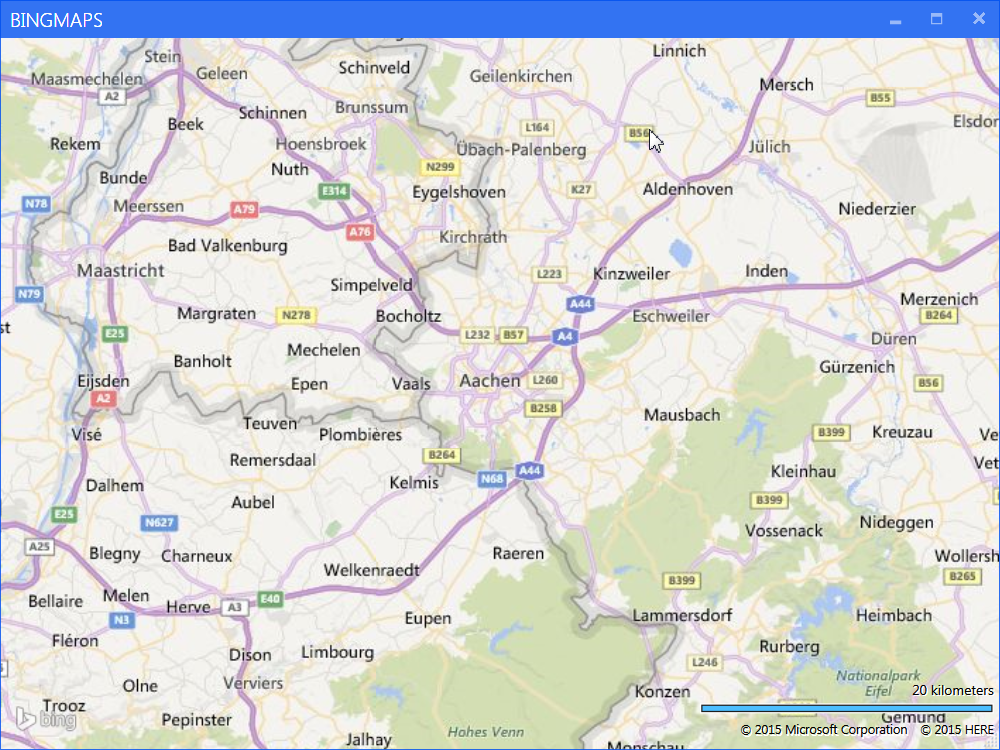 BINGMAPS
Linnich
Stein
Schinveld
Geleen
Geilenkirchen
Maasmechelen
Mersch
A2
B55
Brunssum
Schinnen
Elsdor
Beek
L164
B56
Rekem
Hoensbroek
Übach-Palenberg
Jülich
Nuth
N299
Bunde
E314
Eygelshoven
K27
Aldenhoven
N78
Meerssen
A79
Niederzier
A76
Kirchrath
Bad Valkenburg
Maastricht
L223
Kinzweiler
Inden
Simpelveld
N79
A44
Merzenich
Margraten
N278
Bocholtz
Eschweiler
B264
st
E25
L232
B57
A4
Düren
Mechelen
Banholt
Gürzenich
Eijsden
Epen
Vaals
Aachen
L260
B56
A2
B258
Mausbach
Teuven
Visé
Plombières
B399
Kreuzau
Ve
B264
Remersdaal
A44
Kleinhau
Vet
Dalhem
Kelmis
N68
Aubel
B399
E25
N627
Vossenack
Nideggen
A25
Blegny
Charneux
Raeren
Wollersh
Welkenraedt
B399
B265
Bellaire
Melen
Herve
A3
E40
N3
Eupen
Lammersdorf
Heimbach
Fléron
Dison
Limbourg
Rurberg
L246
Nationalpark
Eifel
Olne
Verviers
Konzen
20 kilometers
Trooz
bing
Pepinster
Gemünd
Hohes Venn
© 2015 Microsoft Corporation © 2015 HERE
Jalhay
Monschau